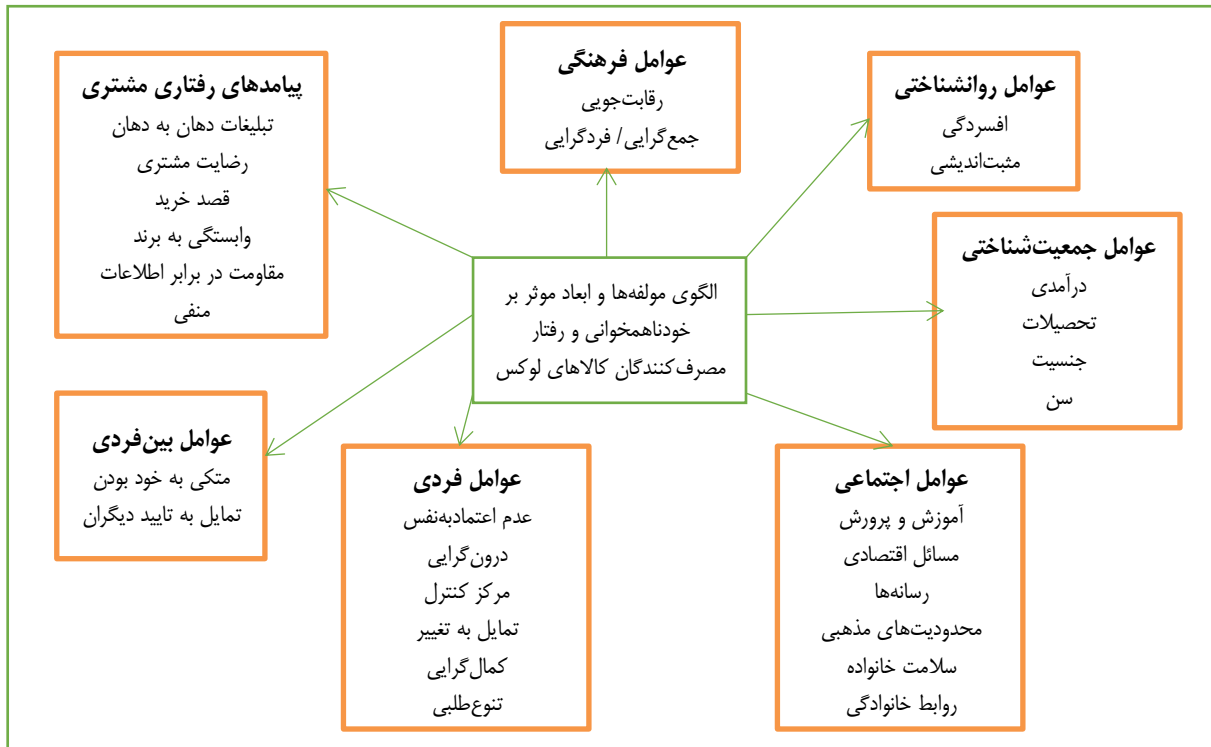 عوامل فرهنگی
رقابت‌جویی
جمع‌گرایی/ فردگرایی
عوامل روانشناختی
افسردگی
مثبت‌اندیشی
پیامدهای رفتاری مشتری
تبلیغات دهان به دهان
رضایت مشتری
قصد خرید
وابستگی به برند
مقاومت در برابر اطلاعات
منفی
عوامل جمعیت‌شناختی
درآمدی
تحصیلات
جنسیت
سن
الگوی مولفه‌ها و ابعاد موثر بر
خودناهمخوانی و رفتار
مصرف‌کنندگان کالاهای لوکس
عوامل اجتماعی
آموزش و پرورش
مسائل اقتصادی
رسانه‌ها
محدودیت‌های مذهبی
سلامت خانواده
روابط خانوادگی
عوامل فردی
عدم اعتمادبه‌نفس
درون‌گرایی
مرکز کنترل
تمایل به تغییر
کمال‌گرایی
تنوع‌طلبی
عوامل بین‌فردی
متکی به خود بودن
تمایل به تایید دیگران